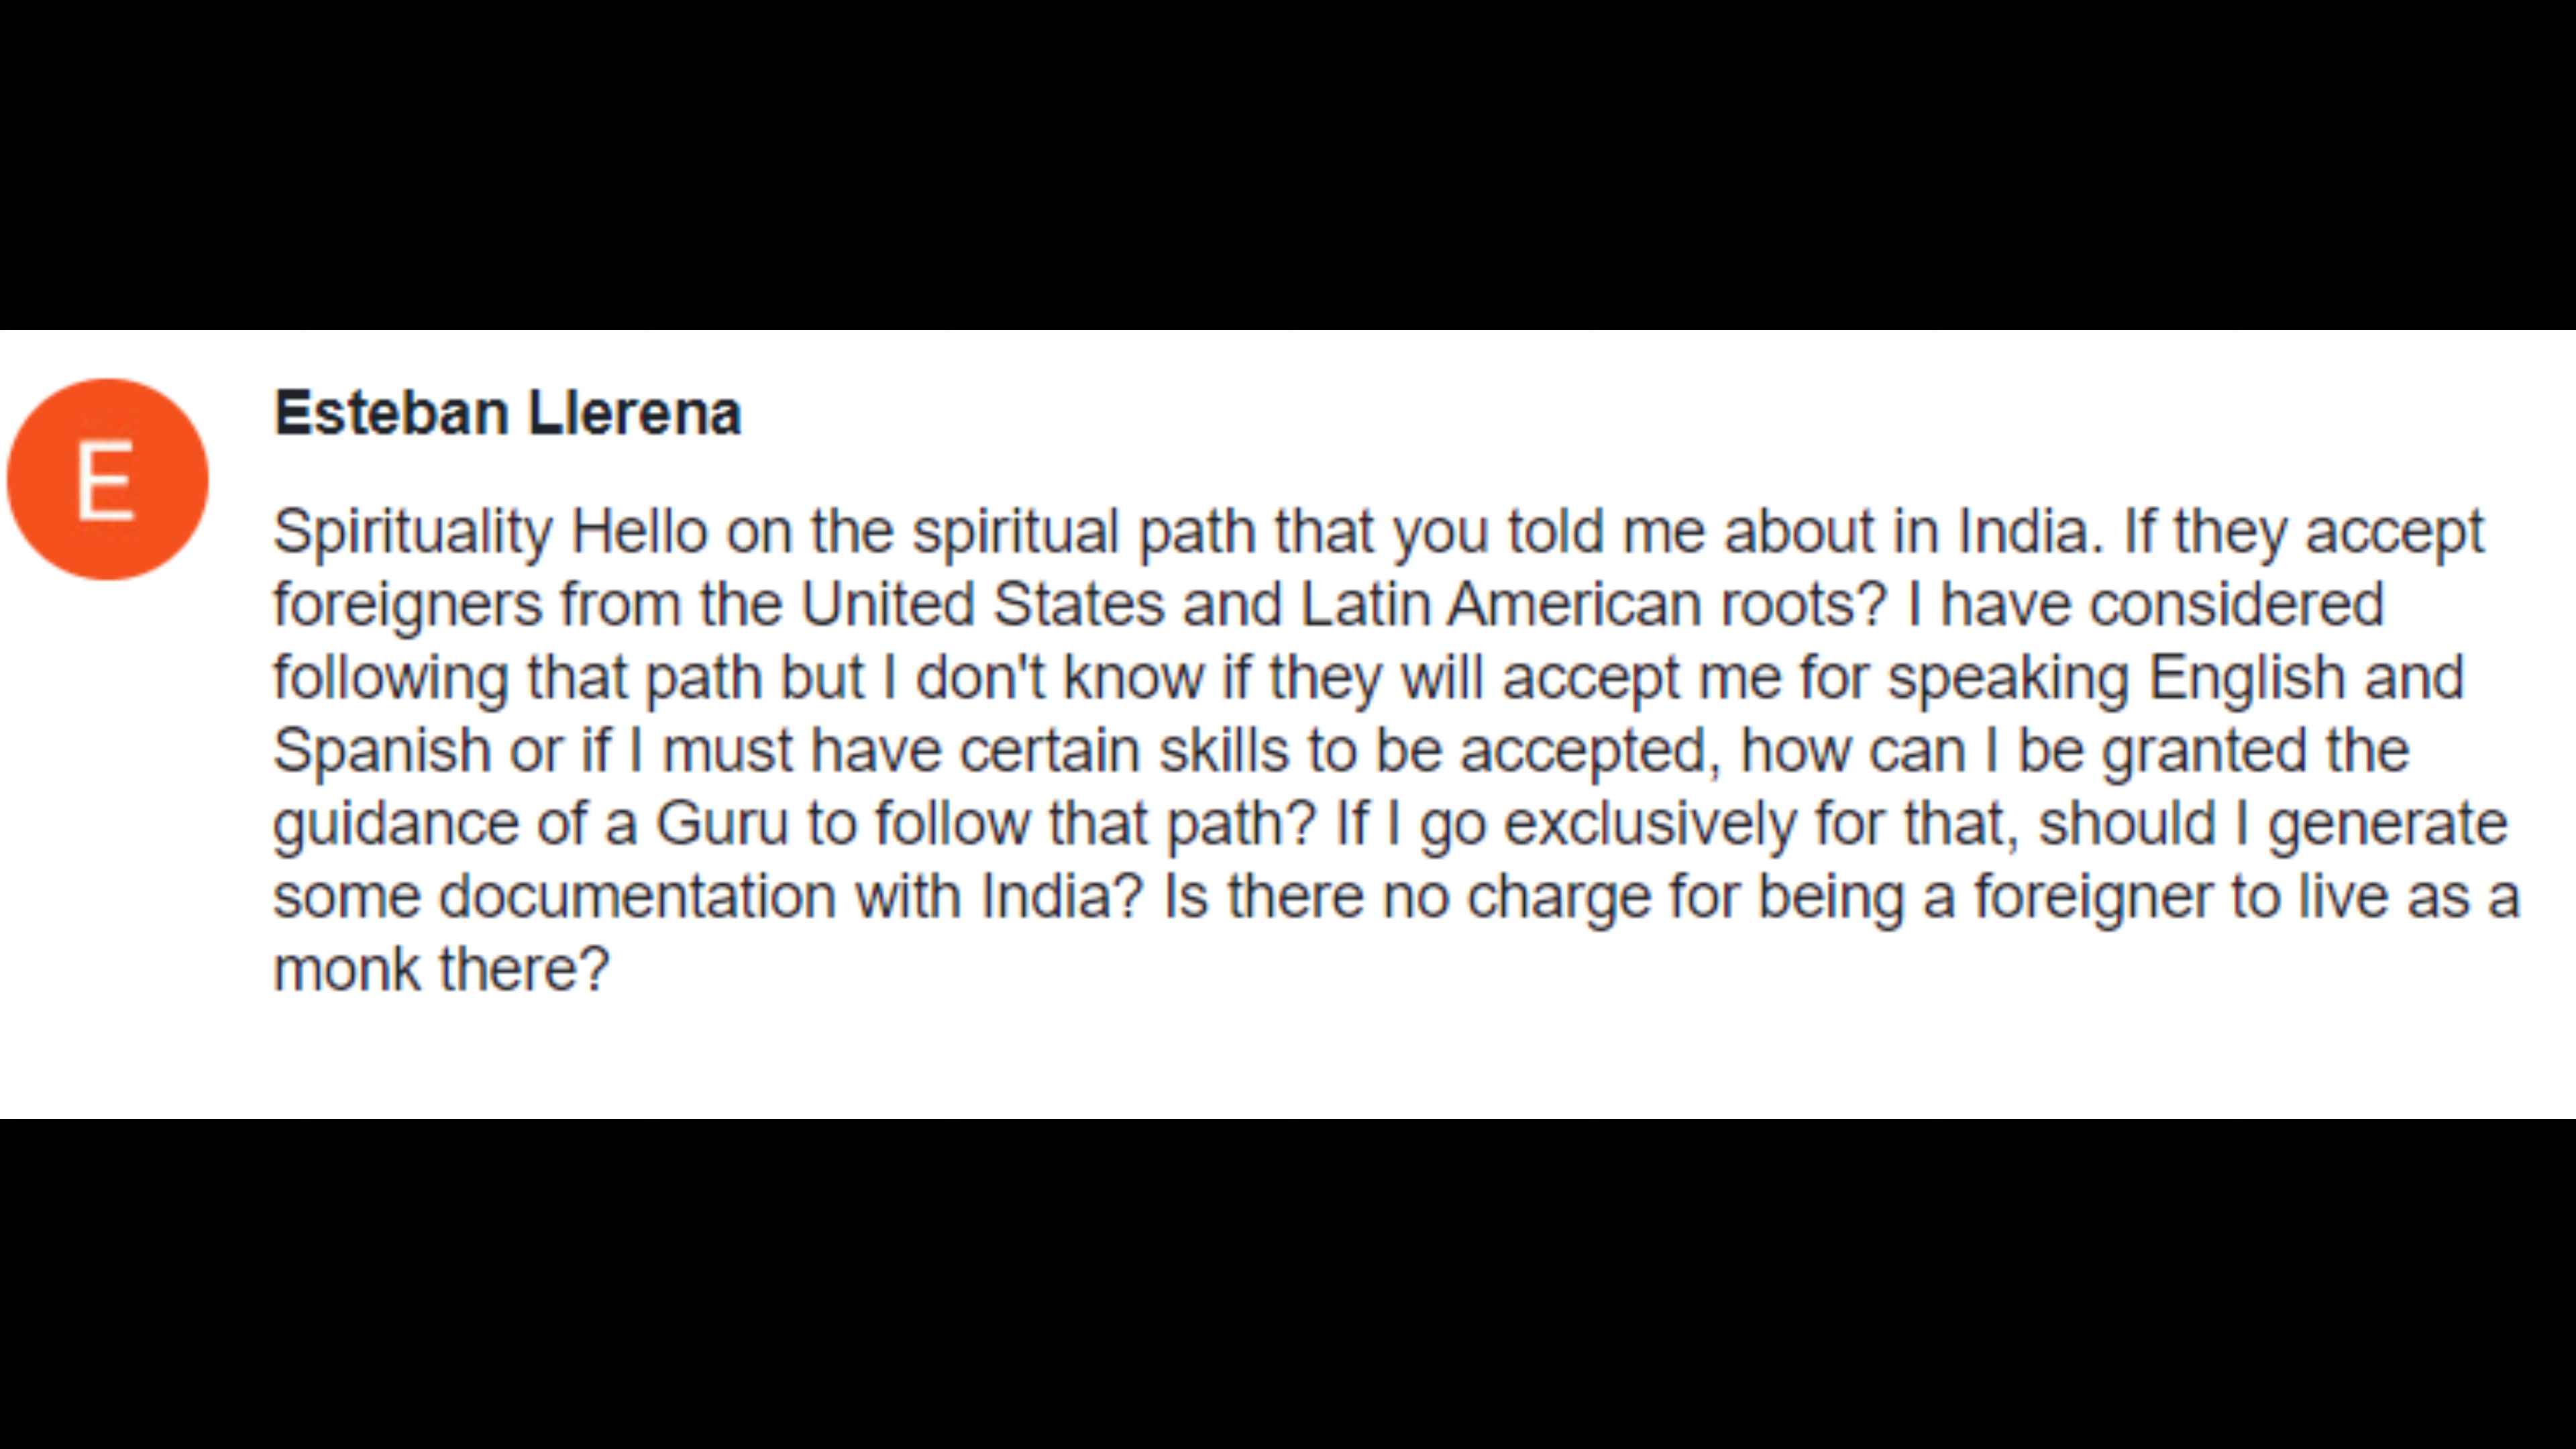 E
Esteban Llerena
Spirituality Hello on the spiritual path that you told me about in India. If they accept
foreigners from the United States and Latin American roots? I have considered
following that path but I don't know if they will accept me for speaking English and
Spanish or if I must have certain skills to be accepted, how can I be granted the
guidance of a Guru to follow that path? If I go exclusively for that, should I generate
some documentation with India? Is there no charge for being a foreigner to live as a
monk there?